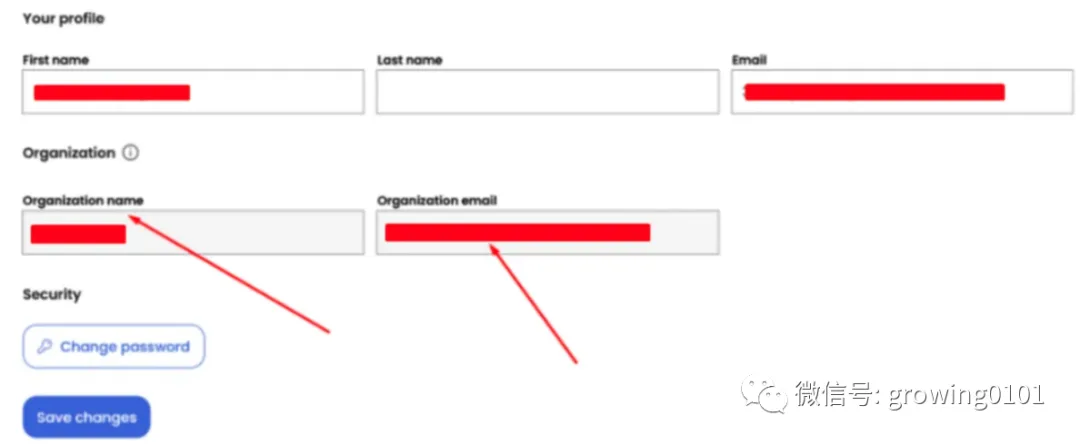 Your profile
First name
Last name
Email
Organization
Organization name
Organization email
Security
Change password
Save changes
微信号: growing0101